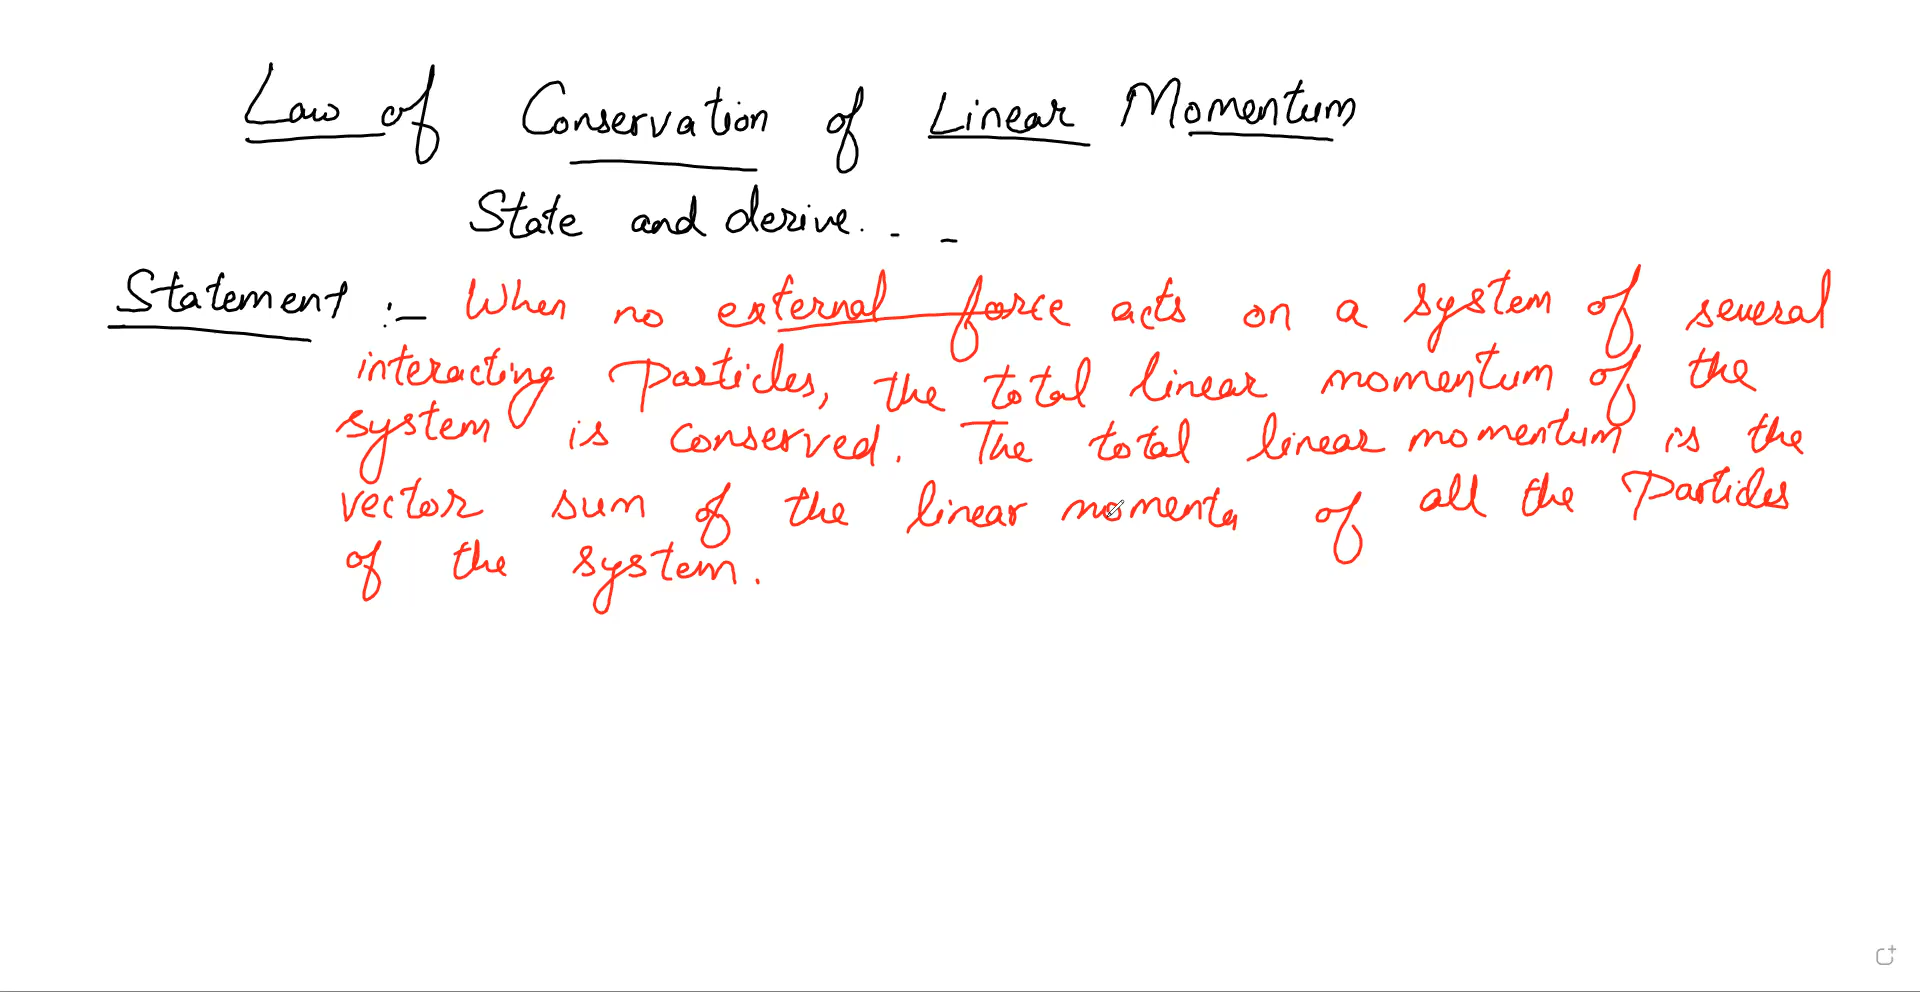 Law of Conservation of Linear Momentum
State and derive. - -
Statement :- When no external force acts on a system of several
interacting Particles, the total linear momentum of the
system is conserved. The total linear momentum is the
vector sum of the linear momenta of all the Particles
of the system.